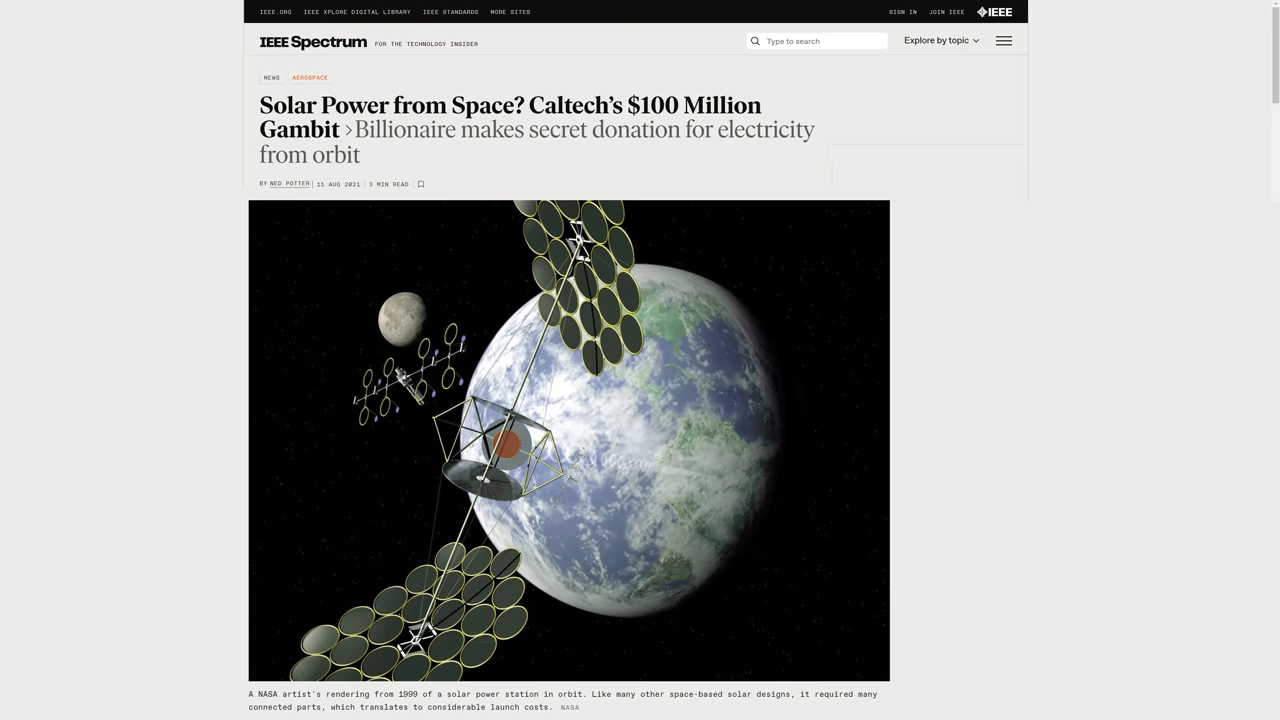 IEEE.ORG IEEE XPLORE DIGITAL LIBRARY IEEE STANDARDS MORE SITES SIGN IN JOIN IEEE IEEE
IEEE Spectrum FOR THE TECHNOLOGY INSIDER Type to search Explore by topic
NEWS AEROSPACE
Solar Power from Space? Caltech’s $100 Million
Gambit › Billionaire makes secret donation for electricity
from orbit
BY NED POTTER 11 AUG 2021 3 MIN READ
A NASA artist's rendering from 1999 of a solar power station in orbit. Like many other space-based solar designs, it required many
connected parts, which translates to considerable launch costs. NASA